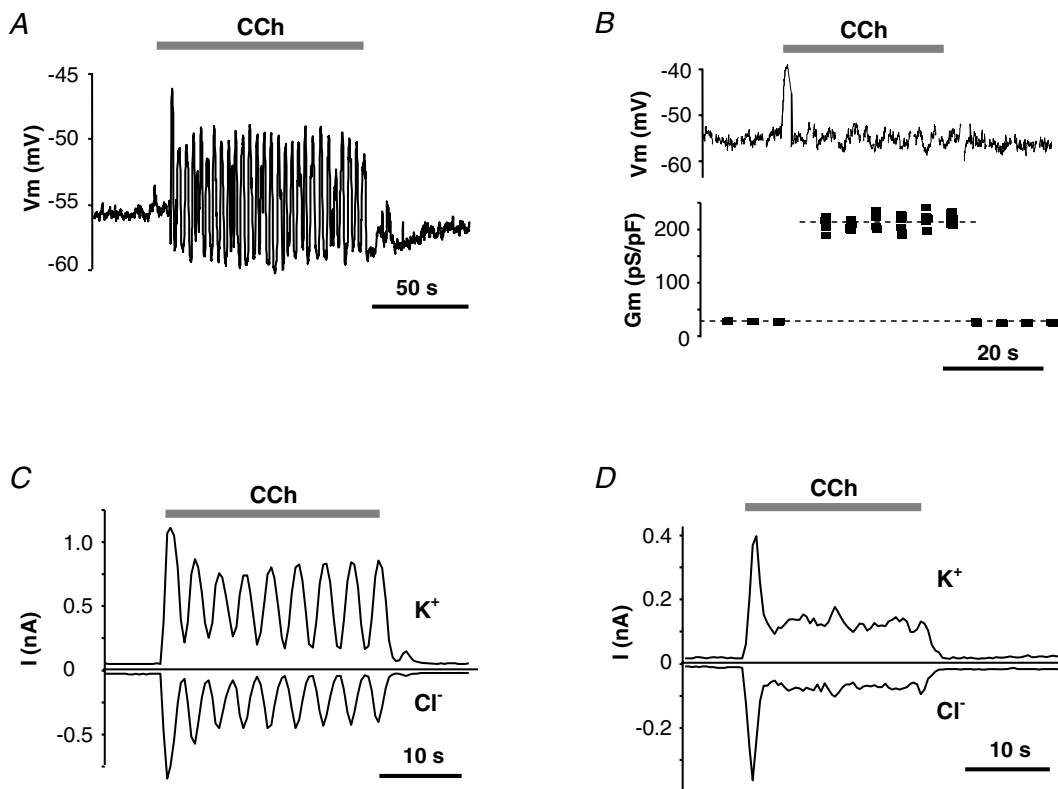 A
CCh
Vm (mV)
-45
-50
-55
-60
50 s
B
CCh
Vm (mV)
-40
-50
-60
Gm (pS/pF)
200
100
0
20 s
C
CCh
I (nA)
1.0
0.5
0
-0.5
K⁺
Cl⁻
10 s
D
CCh
I (nA)
0.4
0.2
0
-0.2
K⁺
Cl⁻
10 s